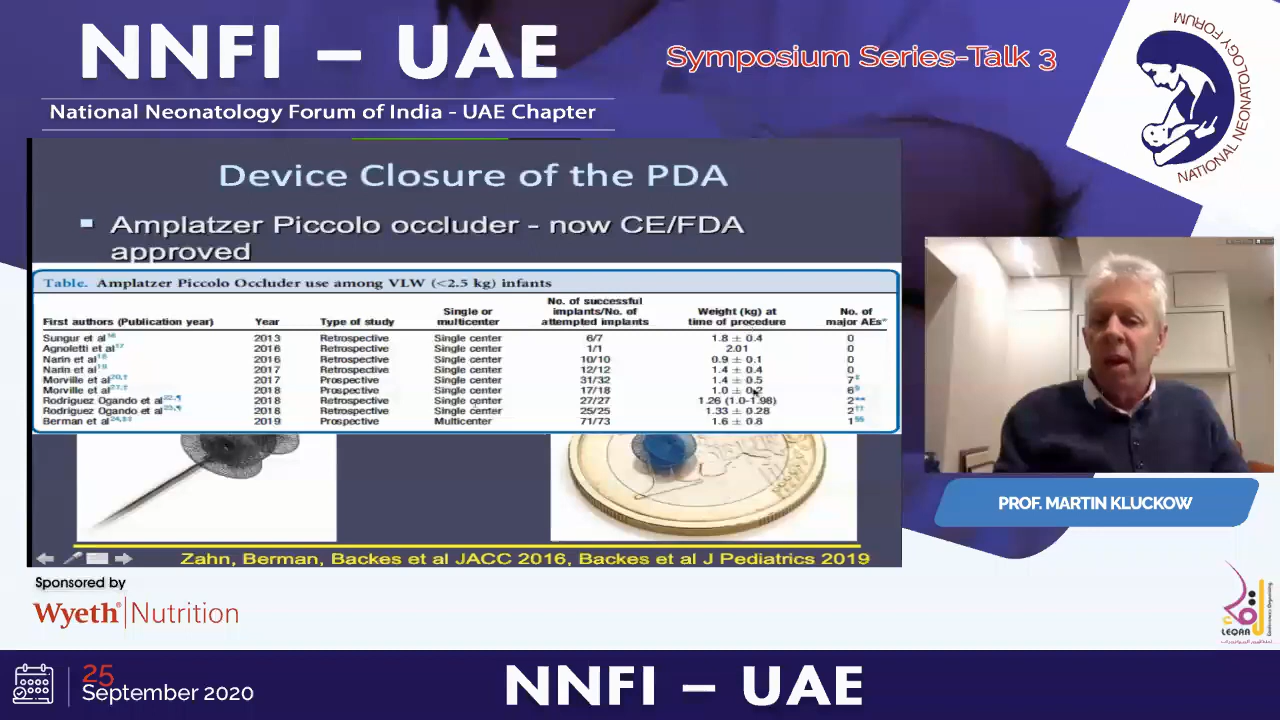 NNFI – UAE
Symposium Series-Talk 3
National Neonatology Forum of India - UAE Chapter
NATIONAL NEONATOLOGY FORUM
Device Closure of the PDA
Amplatzer Piccolo occluder - now CE/FDA
approved
Table. Amplatzer Piccolo Occluder use among VLW (<2.5 kg) infants
First authors (Publication year) Year Type of study Single or multicenter No. of successful implants/No. of attempted implants Weight (kg) at time of procedure No. of major AEs*
Sungur et al Year 2013 Retrospective Single center 6/7 1.8 ± 0.4 0
Agnoletti et al 2016 Retrospective Single center 1/1 2.01 0
Narin et al 2016 Retrospective Single center 10/10 0.9 ± 0.1 0
Narin et al 2017 Retrospective Single center 12/12 1.4 ± 0.4 0
Morville et al 2017 Prospective Single center 31/32 1.4 ± 0.5 7
Morville et al 2018 Prospective Single center 17/18 1.0 ± 0.2 6
Rodriguez Ogando et al 2018 Retrospective Single center 27/27 1.26 (1.0-1.98) 2**
Rodriguez Ogando et al 2018 Retrospective Single center 25/25 1.33 ± 0.28 2
Berman et al 2019 Prospective Multicenter 71/73 1.6 ± 0.8 1
Zahn, Berman, Backes et al JACC 2016, Backes et al J Pediatrics 2019
PROF. MARTIN KLUCKOW
Sponsored by
Wyeth® Nutrition
LEQAA
25
September 2020
NNFI – UAE